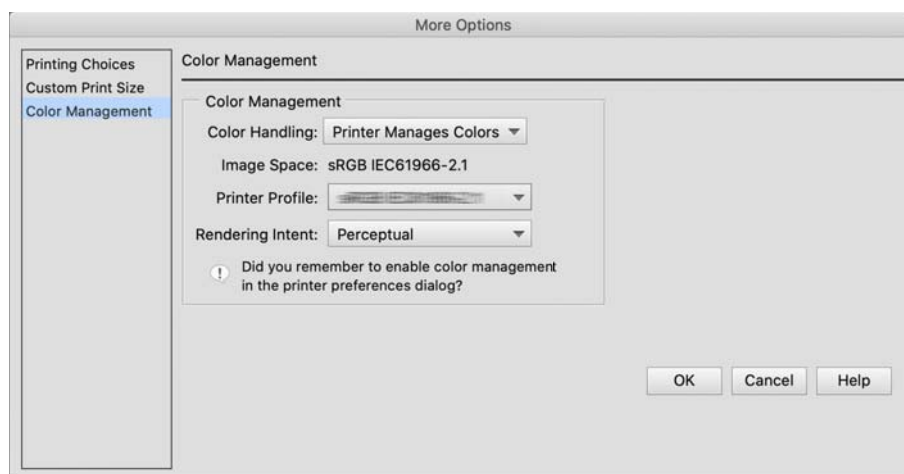 More Options
Printing Choices
Custom Print Size
Color Management
Color Management
Color Management
Color Handling: Printer Manages Colors
Image Space: sRGB IEC61966-2.1
Printer Profile:
Rendering Intent: Perceptual
! Did you remember to enable color management
in the printer preferences dialog?
OK Cancel Help